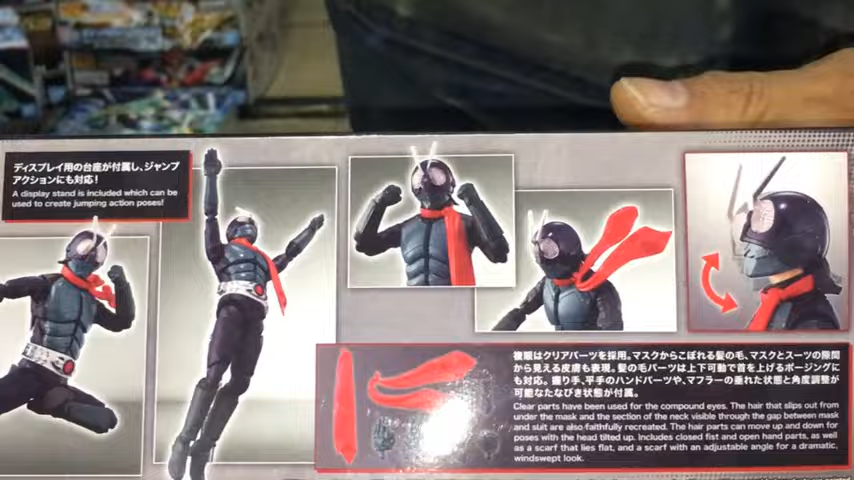 ディスプレイ用の台座が付属し、ジャンプ
アクションにも対応！
A display stand is included which can be
used to create jumping action poses!
複眼はクリアパーツを採用。マスクからこぼれる髪の毛、マスクとスーツの隙間
から見える皮膚も表現。髪の毛パーツは上下可動で首を上げるポージングに
も対応。握り手、平手のハンドパーツや、マフラーの垂れた状態と角度調整が
可能なたなびき状態が付属。
Clear parts have been used for the compound eyes. The hair that slips out from
under the mask and the section of the neck visible through the gap between mask
and suit are also faithfully recreated. The hair parts can move up and down for
poses with the head tilted up. Includes closed fist and open hand parts, as well
as a scarf that lies flat, and a scarf with an adjustable angle for a dramatic,
windswept look.